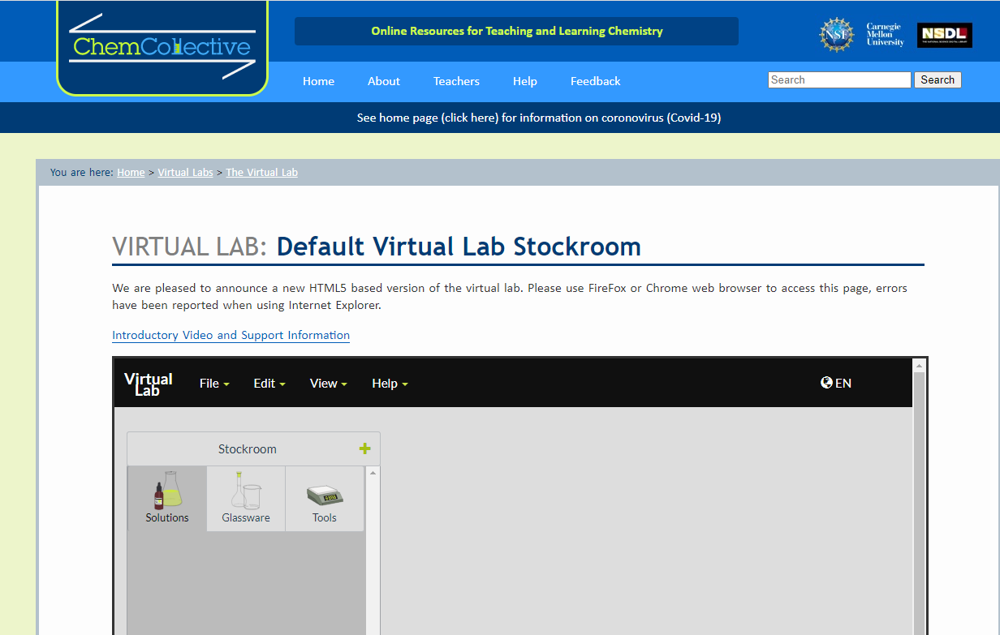 ChemCollective
Online Resources for Teaching and Learning Chemistry
NSF
Carnegie
Mellon
University
NSDL
Home About Teachers Help Feedback
Search Search
See home page (click here) for information on coronovirus (Covid-19)
You are here: Home > Virtual Labs > The Virtual Lab
VIRTUAL LAB: Default Virtual Lab Stockroom
We are pleased to announce a new HTML5 based version of the virtual lab. Please use FireFox or Chrome web browser to access this page, errors
have been reported when using Internet Explorer.
Introductory Video and Support Information
Virtual
Lab
File Edit View Help EN
Stockroom
Solutions Glassware Tools